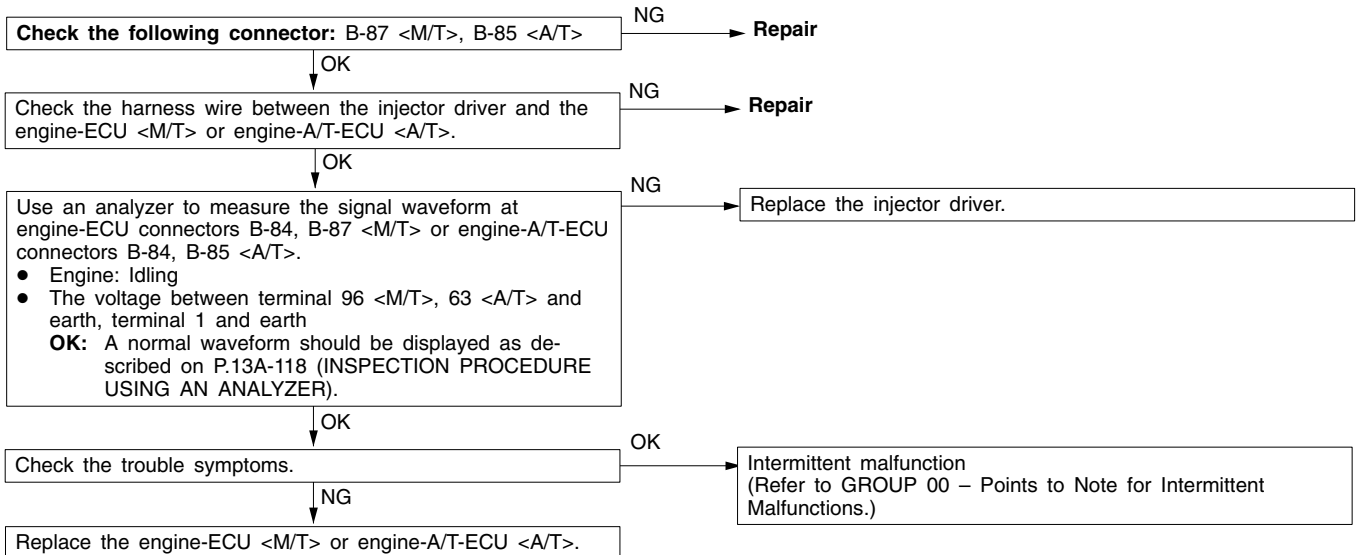 Check the following connector: B-87 <M/T>, B-85 <A/T>
NG
Repair
OK
Check the harness wire between the injector driver and the
engine-ECU <M/T> or engine-A/T-ECU <A/T>.
NG
Repair
OK
Use an analyzer to measure the signal waveform at
engine-ECU connectors B-84, B-87 <M/T> or engine-A/T-ECU
connectors B-84, B-85 <A/T>.
● Engine: Idling
● The voltage between terminal 96 <M/T>, 63 <A/T> and
earth, terminal 1 and earth
OK: A normal waveform should be displayed as de-
scribed on P.13A-118 (INSPECTION PROCEDURE
USING AN ANALYZER).
NG
Replace the injector driver.
OK
Check the trouble symptoms.
OK
Intermittent malfunction
(Refer to GROUP 00 – Points to Note for Intermittent
Malfunctions.)
NG
Replace the engine-ECU <M/T> or engine-A/T-ECU <A/T>.